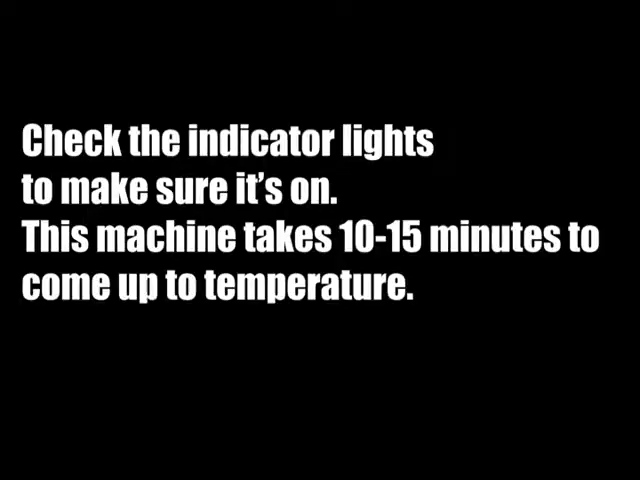 Check the indicator lights
to make sure it’s on.
This machine takes 10-15 minutes to
come up to temperature.